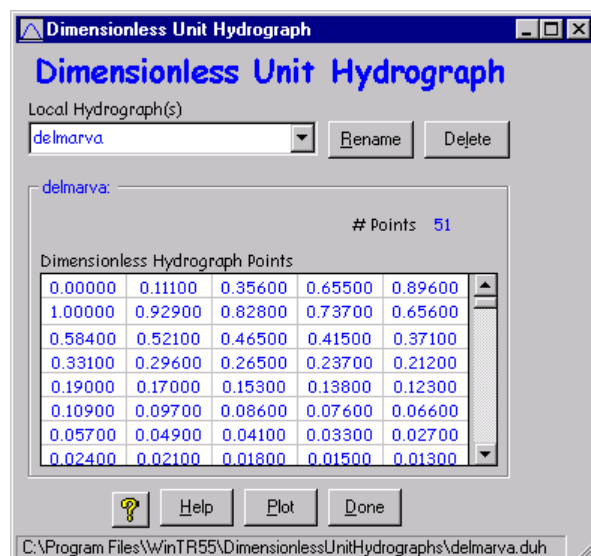 Dimensionless Unit Hydrograph
Dimensionless Unit Hydrograph
Local Hydrograph(s)
delmarva
Rename
Delete
delmarva:
# Points 51
Dimensionless Hydrograph Points
0.00000 0.11100 0.35600 0.65500 0.89600
1.00000 0.92900 0.82800 0.73700 0.65600
0.58400 0.52100 0.46500 0.41500 0.37100
0.33100 0.29600 0.26500 0.23700 0.21200
0.19000 0.17000 0.15300 0.13800 0.12300
0.10900 0.09700 0.08600 0.07600 0.06600
0.05700 0.04900 0.04100 0.03300 0.02700
0.02400 0.02100 0.01800 0.01500 0.01300
? Help Plot Done
C:\Program Files\WinTR55\DimensionlessUnitHydrographs\delmarva.duh